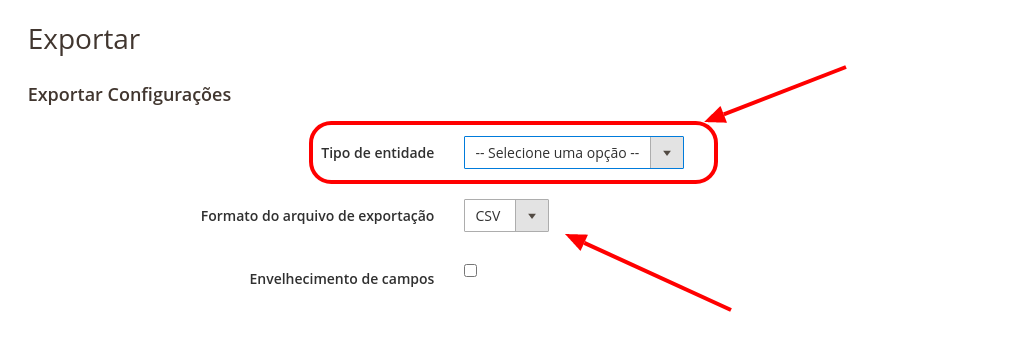 Exportar
Exportar Configurações
Tipo de entidade -- Selecione uma opção --
Formato do arquivo de exportação CSV
Envelhecimento de campos